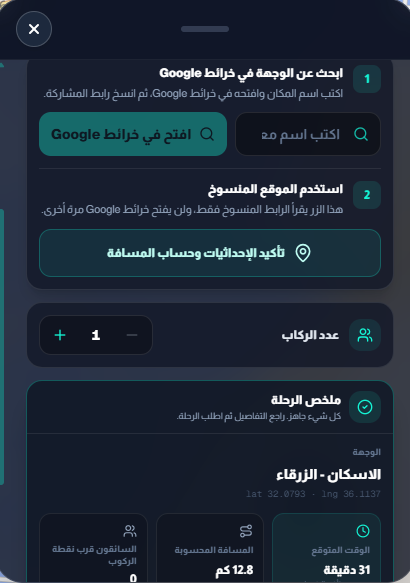 1
ابحث عن الوجهة في خرائط Google
اكتب اسم المكان وافتحه في خرائط Google، ثم انسخ رابط المشاركة.
اكتب اسم مع
افتح في خرائط Google
2
استخدم الموقع المنسوخ
هذا الزر يقرأ الرابط المنسوخ فقط، ولن يفتح خرائط Google مرة أخرى.
تأكيد الإحداثيات وحساب المسافة
عدد الركاب
1
ملخص الرحلة
كل شيء جاهز. راجع التفاصيل ثم اطلب الرحلة.
الوجهة
الاسكان - الزرقاء
lat 32.0793 · lng 36.1137
الوقت المتوقع
31 دقيقة
المسافة المحسوبة
12.8 كم
السائقون قرب نقطة
الركوب
0